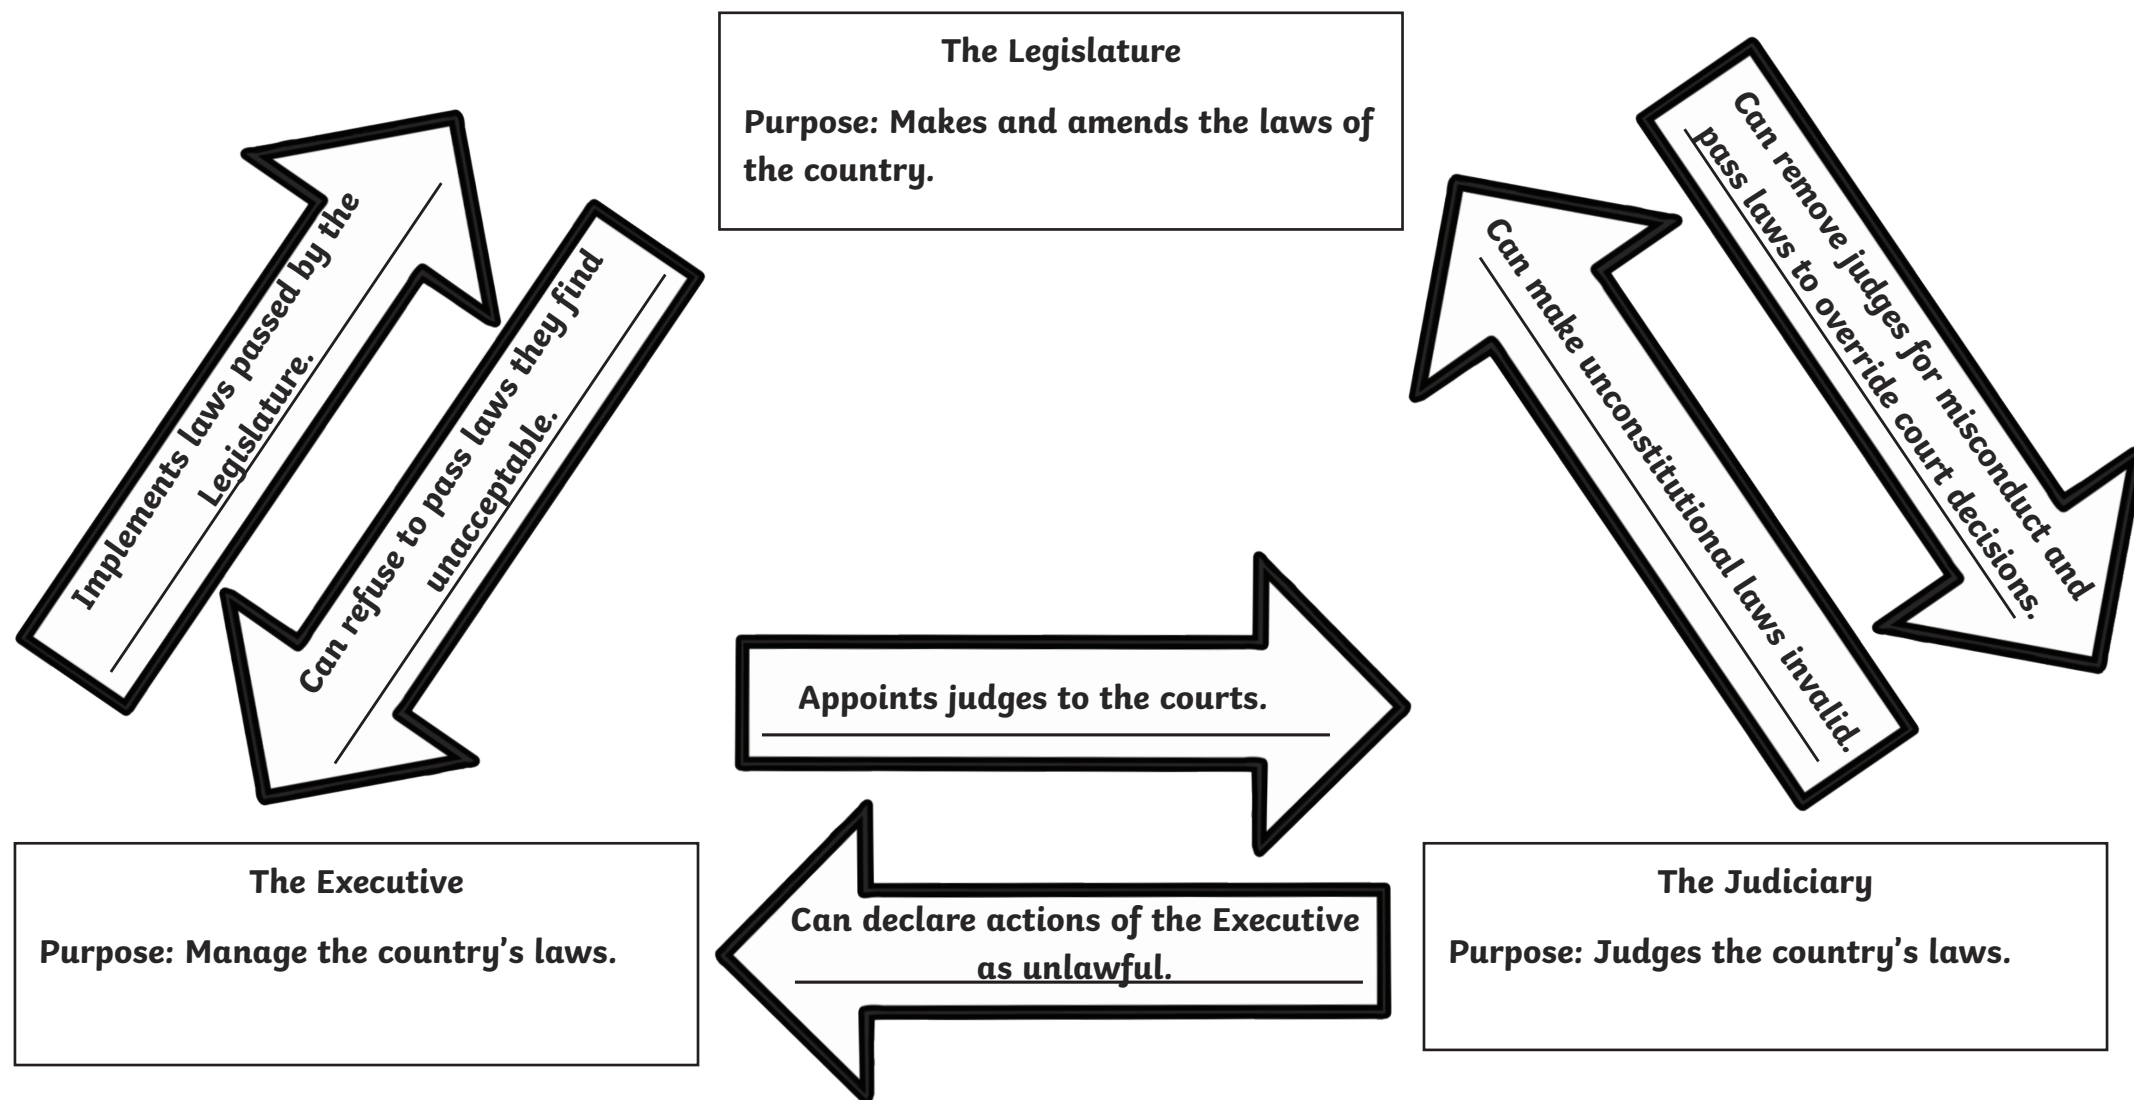 The Legislature
Purpose: Makes and amends the laws of
the country.
Implements laws passed by the
Legislature.
Can refuse to pass laws they find
unacceptable.
Can make unconstitutional laws invalid.
Can remove judges for misconduct and
pass laws to override court decisions.
Appoints judges to the courts.
Can declare actions of the Executive
as unlawful.
The Executive
Purpose: Manage the country's laws.
The Judiciary
Purpose: Judges the country's laws.